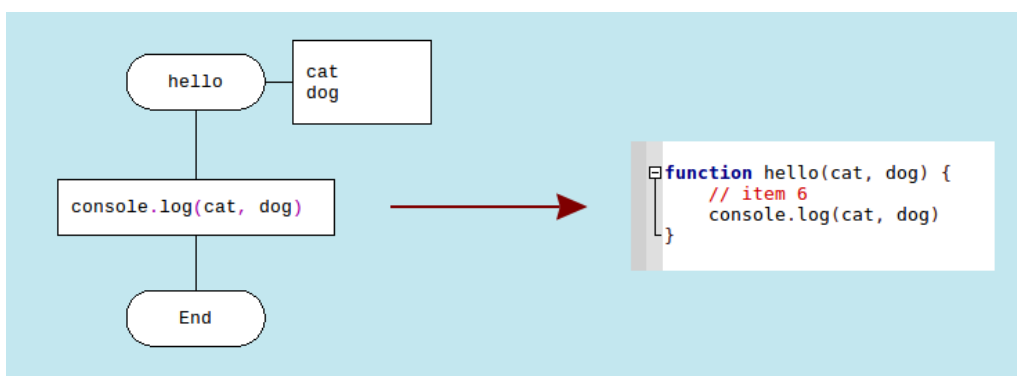 hello
cat
dog
console.log(cat, dog)
End
function hello(cat, dog) {
    // item 6
    console.log(cat, dog)
}